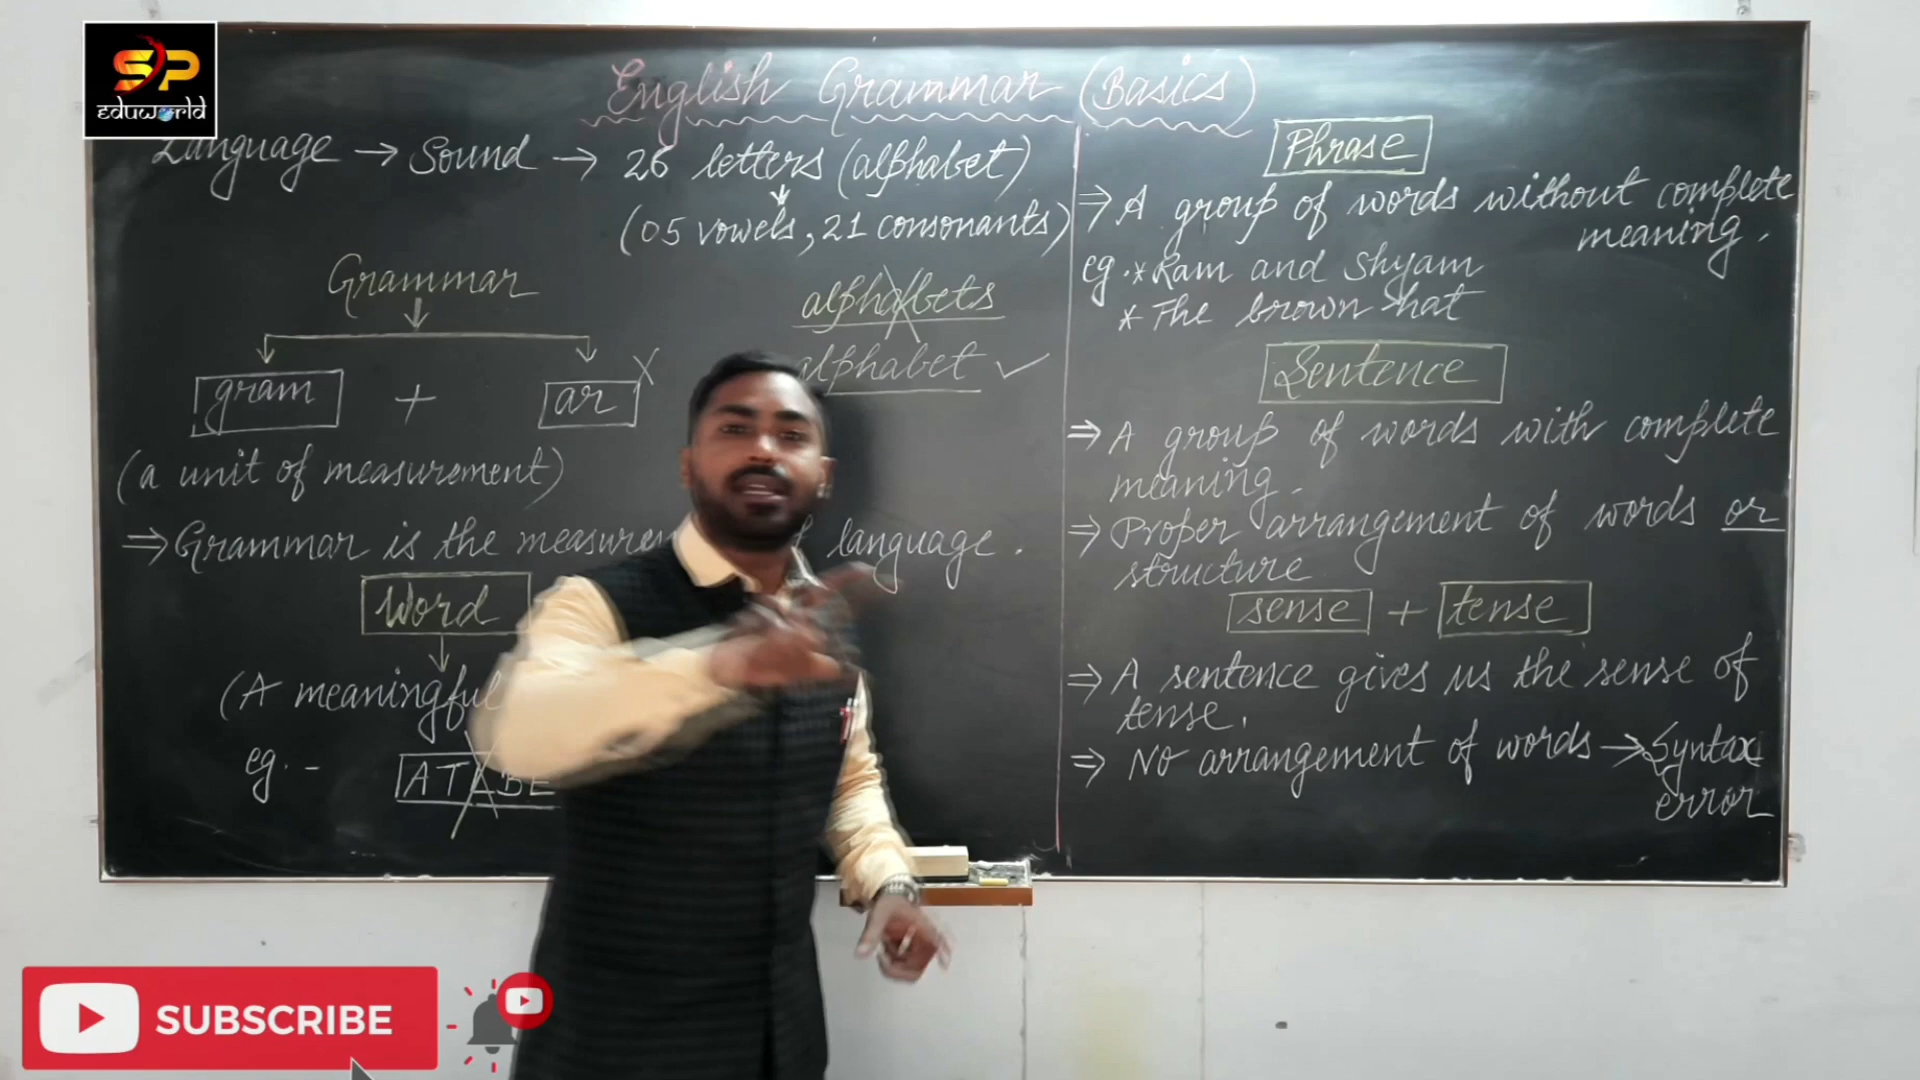 SP
eduworld
English Grammar (Basics)
Language → Sound → 26 letters (alphabet)
(05 vowels, 21 consonants)
Grammar
alphabets
alphabet ✓
gram + ar X
(a unit of measurement)
⇒ Grammar is the language.
Word
(A meaningful
eg. -
Phrase
⇒ A group of words without complete
meaning.
eg. * Ram and Shyam
* The brown hat
Sentence
⇒ A group of words with complete
meaning.
⇒ Proper arrangement of words or
structure
sense + tense
⇒ A sentence gives us the sense of
tense.
⇒ No arrangement of words → Syntax
error
SUBSCRIBE